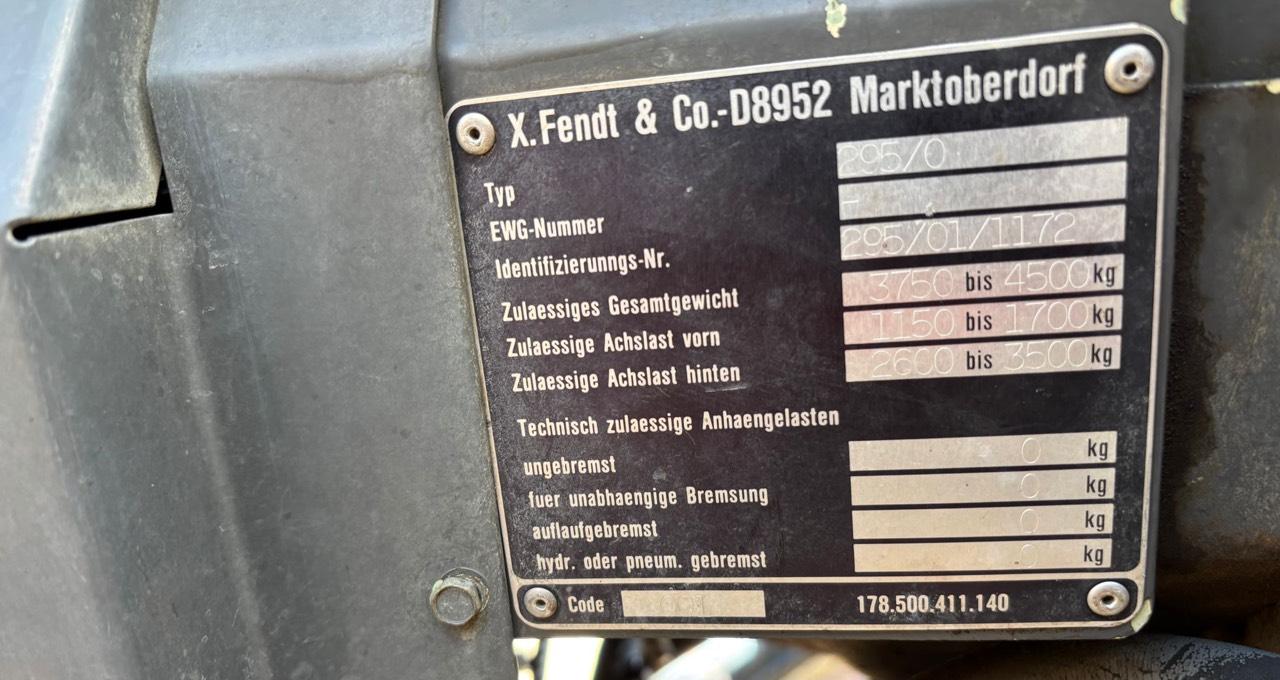 X.Fendt & Co.-D8952 Marktoberdorf
Typ 295/0
EWG-Nummer -
Identifizierunngs-Nr. 295/01/1172
Zulaessiges Gesamtgewicht 3750 bis 4500 kg
Zulaessige Achslast vorn 1150 bis 1700 kg
Zulaessige Achslast hinten 2600 bis 3500 kg
Technisch zulaessige Anhaengelasten
ungebremst 0 kg
fuer unabhaengige Bremsung 0 kg
auflaufgebremst 0 kg
hydr. oder pneum. gebremst 0 kg
Code 178.500.411.140